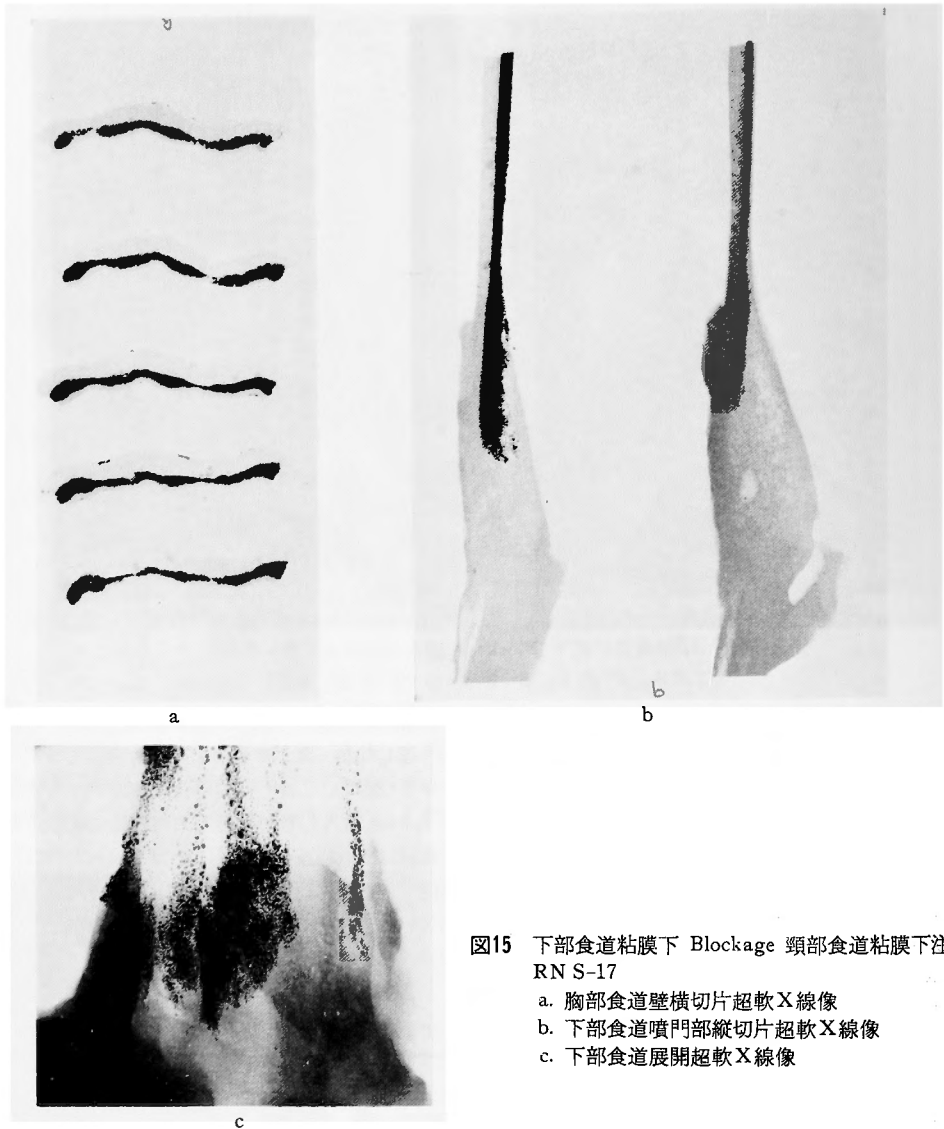 a
b
b
c
図15 下部食道粘膜下 Blockage 頸部食道粘膜下注
RN S-17
a. 胸部食道壁横切片超軟X線像
b. 下部食道噴門部縦切片超軟X線像
c. 下部食道展開超軟X線像